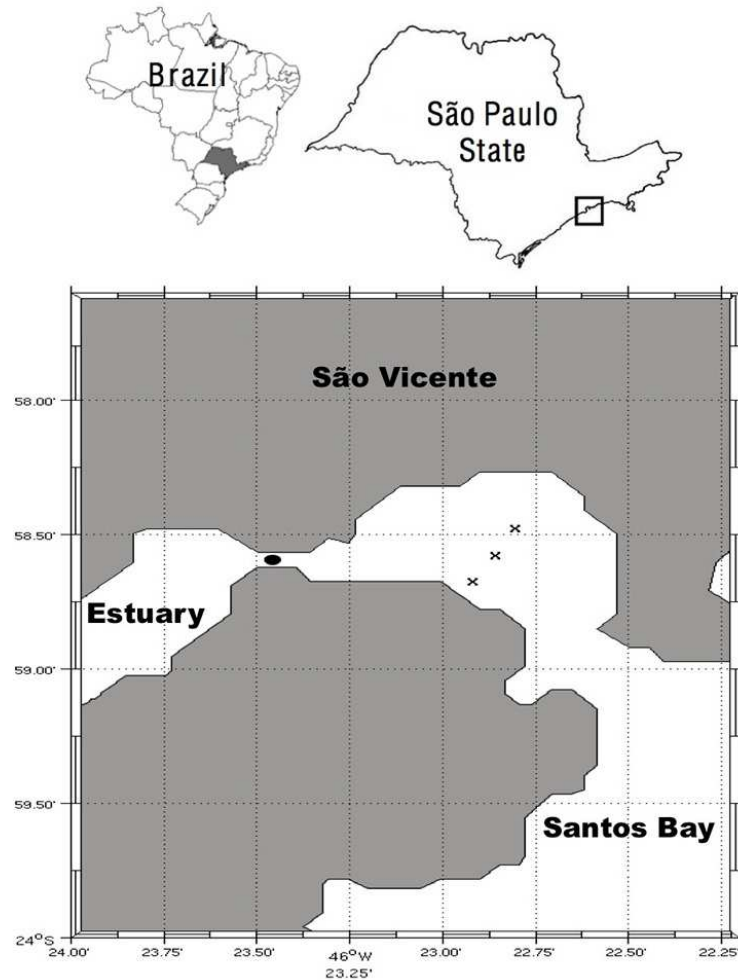 Brazil
São Paulo
State
São Vicente
58.00'
58.50'
Estuary
59.00'
59.50'
Santos Bay
24°S
24.00' 23.75' 23.50' 46°W 23.00' 22.75' 22.50' 22.25'
23.25'